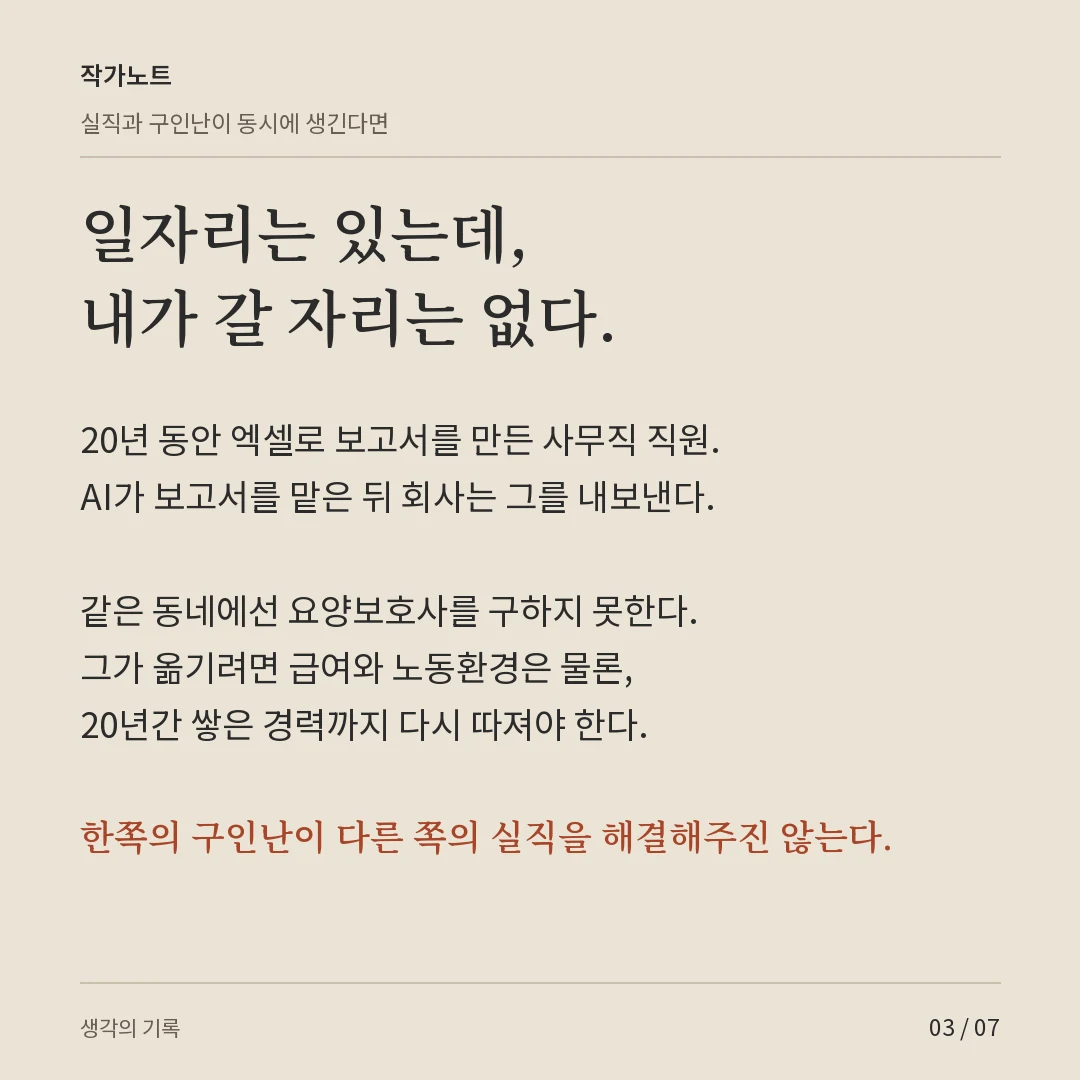 작가노트
실직과 구인난이 동시에 생긴다면
일자리는 있는데,
내가 갈 자리는 없다.
20년 동안 엑셀로 보고서를 만든 사무직 직원.
AI가 보고서를 맡은 뒤 회사는 그를 내보낸다.
같은 동네에선 요양보호사를 구하지 못한다.
그가 옮기려면 급여와 노동환경은 물론,
20년간 쌓은 경력까지 다시 따져야 한다.
한쪽의 구인난이 다른 쪽의 실직을 해결해주진 않는다.
생각의 기록
03 / 07